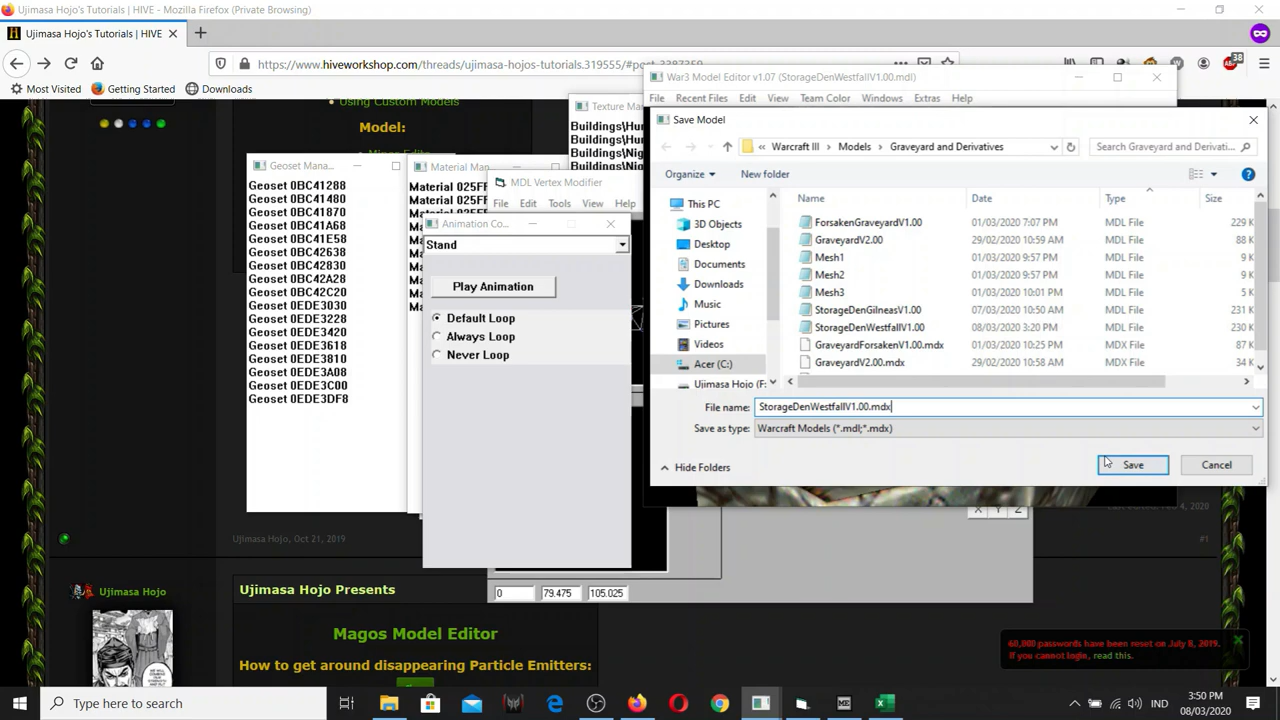 Ujimasa Hojo's Tutorials | HIVE - Mozilla Firefox (Private Browsing)
Ujimasa Hojo's Tutorials | HIVE
https://www.hiveworkshop.com/threads/ujimasa-hojos-tutorials.319555/#post-3387359
38
Most Visited
Getting Started
Downloads
Using Custom Models
Model:
Geoset Mana...
Geoset 0BC41288
Geoset 0BC41480
Geoset 0BC41870
Geoset 0BC41A68
Geoset 0BC41E58
Geoset 0BC42638
Geoset 0BC42830
Geoset 0BC42A28
Geoset 0BC42C20
Geoset 0EDE3030
Geoset 0EDE3228
Geoset 0EDE3420
Geoset 0EDE3618
Geoset 0EDE3810
Geoset 0EDE3A08
Geoset 0EDE3C00
Geoset 0EDE3DF8
Material Man...
Material 025FF
Texture Ma
Buildings\Hu
Buildings\Hu
Buildings\Nig
Buildings\Nig
MDL Vertex Modifier
File Edit Tools View Help
Animation Co...
Stand
Play Animation
Default Loop
Always Loop
Never Loop
0 79.475 105.025
X Y Z
War3 Model Editor v1.07 (StorageDenWestfallV1.00.mdl)
File Recent Files Edit View Team Color Windows Extras Help
Save Model
Warcraft III > Models > Graveyard and Derivatives
Search Graveyard and Derivati...
Organize New folder
This PC
3D Objects
Desktop
Documents
Downloads
Music
Pictures
Videos
Acer (C:)
Ujimasa Hojo (F:
Name Date Type Size
ForsakenGraveyardV1.00 01/03/2020 7:07 PM MDL File 229 K
GraveyardV2.00 29/02/2020 10:59 AM MDL File 88 K
Mesh1 01/03/2020 9:57 PM MDL File 9 K
Mesh2 01/03/2020 9:57 PM MDL File 9 K
Mesh3 01/03/2020 10:01 PM MDL File 5 K
StorageDenGilneasV1.00 07/03/2020 10:50 AM MDL File 231 K
StorageDenWestfallV1.00 08/03/2020 3:20 PM MDL File 230 K
GraveyardForsakenV1.00.mdx 01/03/2020 10:25 PM MDX File 87 K
GraveyardV2.00.mdx 29/02/2020 10:58 AM MDX File 34 K
File name: StorageDenWestfallV1.00.mdx
Save as type: Warcraft Models (*.mdl;*.mdx)
Hide Folders
Save
Cancel
Ujimasa Hojo, Oct 21, 2019
#1
Ujimasa Hojo
Ujimasa Hojo Presents
Magos Model Editor
How to get around disappearing Particle Emitters:
60,800 passwords have been reset on July 8, 2019.
If you cannot login, read this.
Type here to search
IND
3:50 PM
08/03/2020